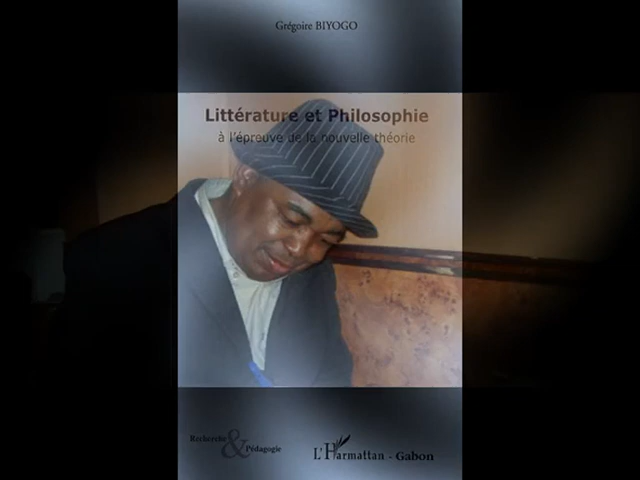 Grégoire BIYOGO
Littérature et Philosophie
à l'épreuve de la nouvelle théorie
Recherche & Pédagogie
L'Harmattan - Gabon